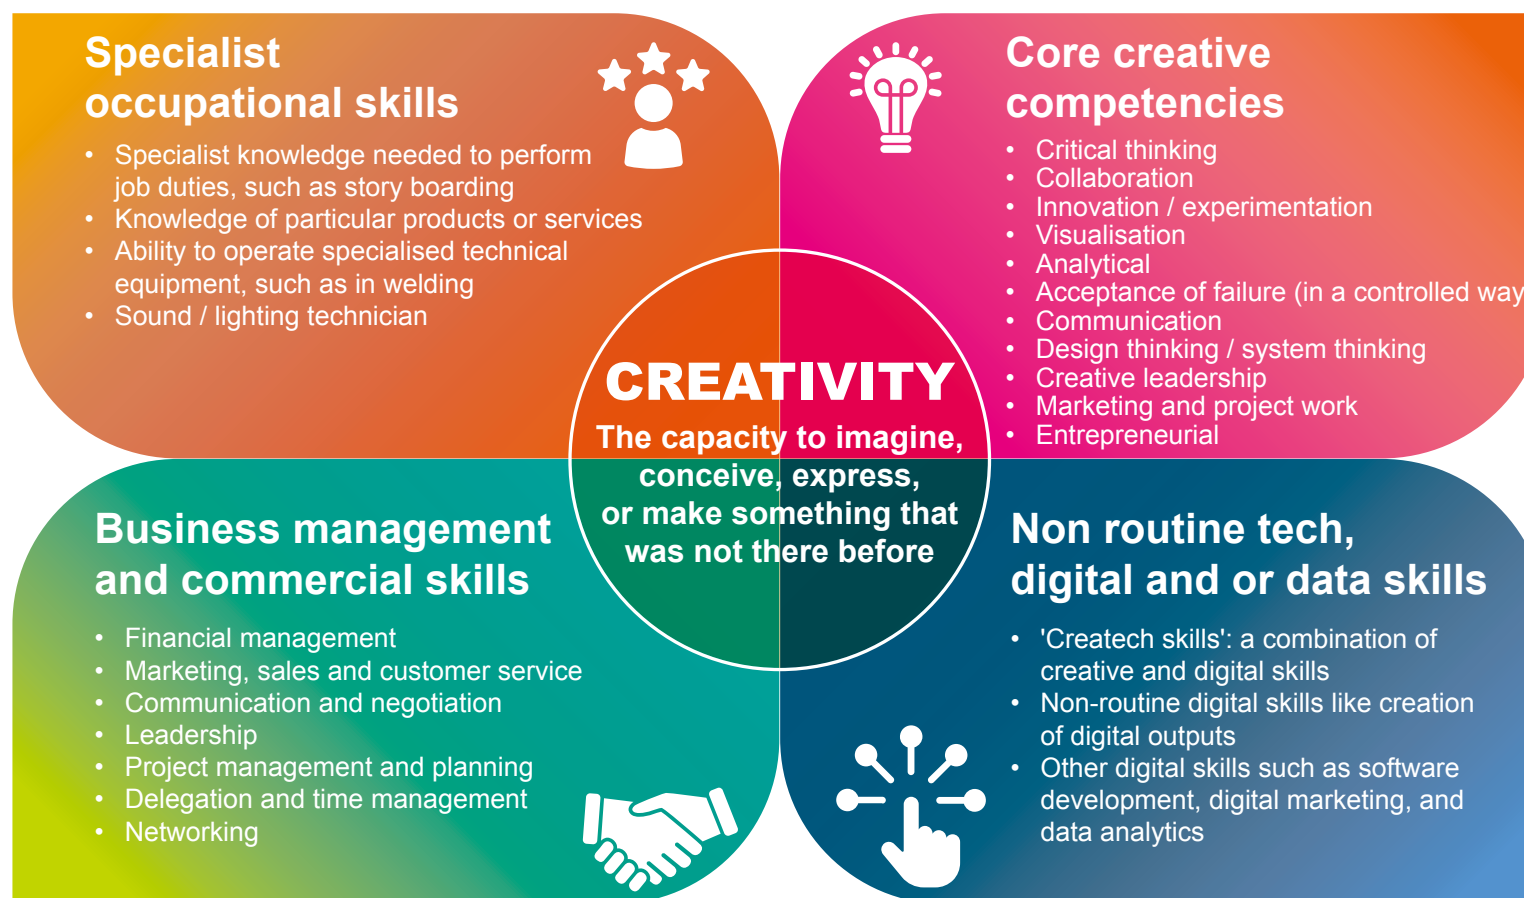 Specialist
occupational skills
• Specialist knowledge needed to perform
job duties, such as story boarding
• Knowledge of particular products or services
• Ability to operate specialised technical
equipment, such as in welding
• Sound / lighting technician
Core creative
competencies
• Critical thinking
• Collaboration
• Innovation / experimentation
• Visualisation
• Analytical
• Acceptance of failure (in a controlled way
• Communication
• Design thinking / system thinking
• Creative leadership
• Marketing and project work
• Entrepreneurial
CREATIVITY
The capacity to imagine,
conceive, express,
or make something that
was not there before
Business management
and commercial skills
• Financial management
• Marketing, sales and customer service
• Communication and negotiation
• Leadership
• Project management and planning
• Delegation and time management
• Networking
Non routine tech,
digital and or data skills
• 'Createch skills': a combination of
creative and digital skills
• Non-routine digital skills like creation
of digital outputs
• Other digital skills such as software
development, digital marketing, and
data analytics